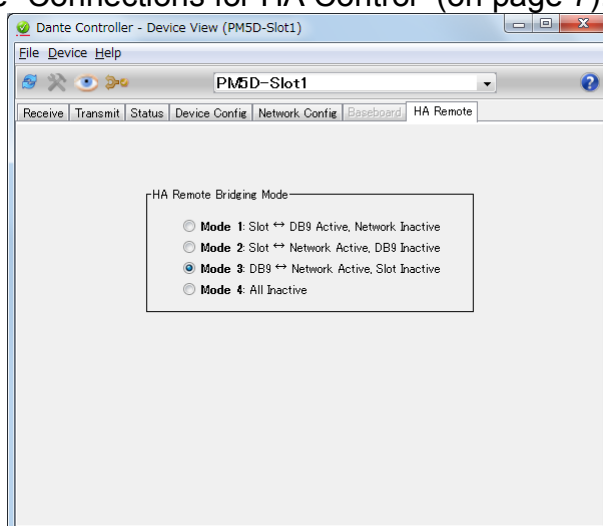 “Connections for HA Control” (on page 7)
Dante Controller - Device View (PM5D-Slot1)
File Device Help
PM5D-Slot1
Receive Transmit Status Device Config Network Config Baseboard HA Remote
HA Remote Bridging Mode
Mode 1: Slot ↔ DB9 Active, Network Inactive
Mode 2: Slot ↔ Network Active, DB9 Inactive
Mode 3: DB9 ↔ Network Active, Slot Inactive
Mode 4: All Inactive